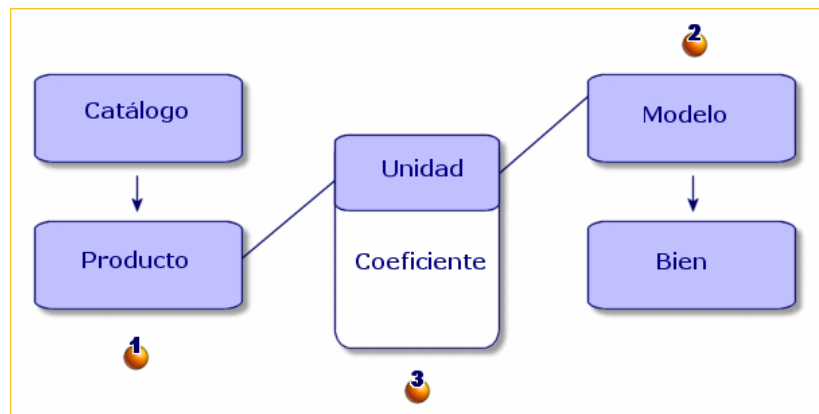 2
Catálogo
Modelo
Unidad
Producto
Coeficiente
Bien
1
3